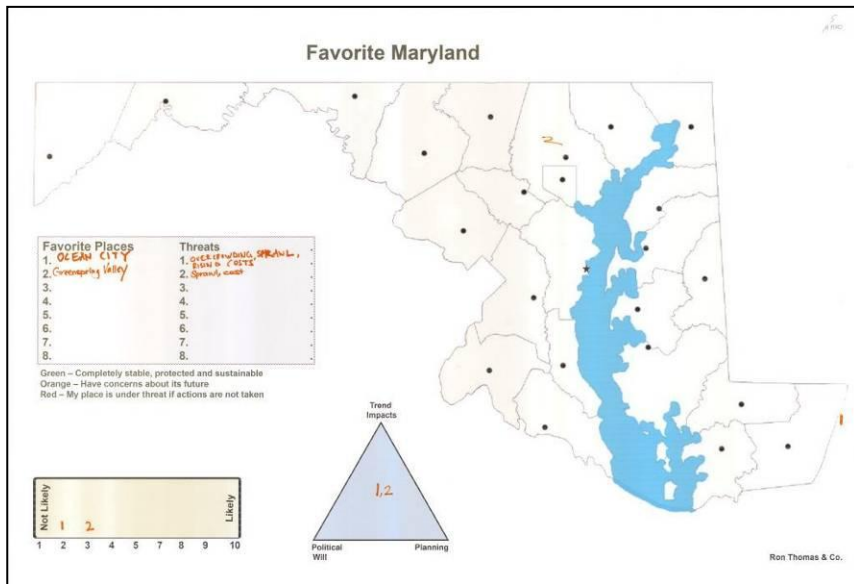 Favorite Maryland
2
Favorite Places Threats
1. OCEAN CITY 1. OVERCROWDING, SPRAWL,
RISING COSTS
2. Greenspring Valley 2. Sprawl, cost
3. 3.
4. 4.
5. 5.
6. 6.
7. 7.
8. 8.
Green – Completely stable, protected and sustainable
Orange – Have concerns about its future
Red – My place is under threat if actions are not taken
1
Trend
Impacts
1,2
Political
Will
Planning
Not Likely
Likely
1 2
1 2 3 4 5 6 7 8 9 10
Ron Thomas & Co.